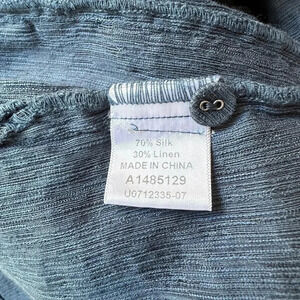 70% Silk
30% Linen
MADE IN CHINA
A1485129
U0712335-07